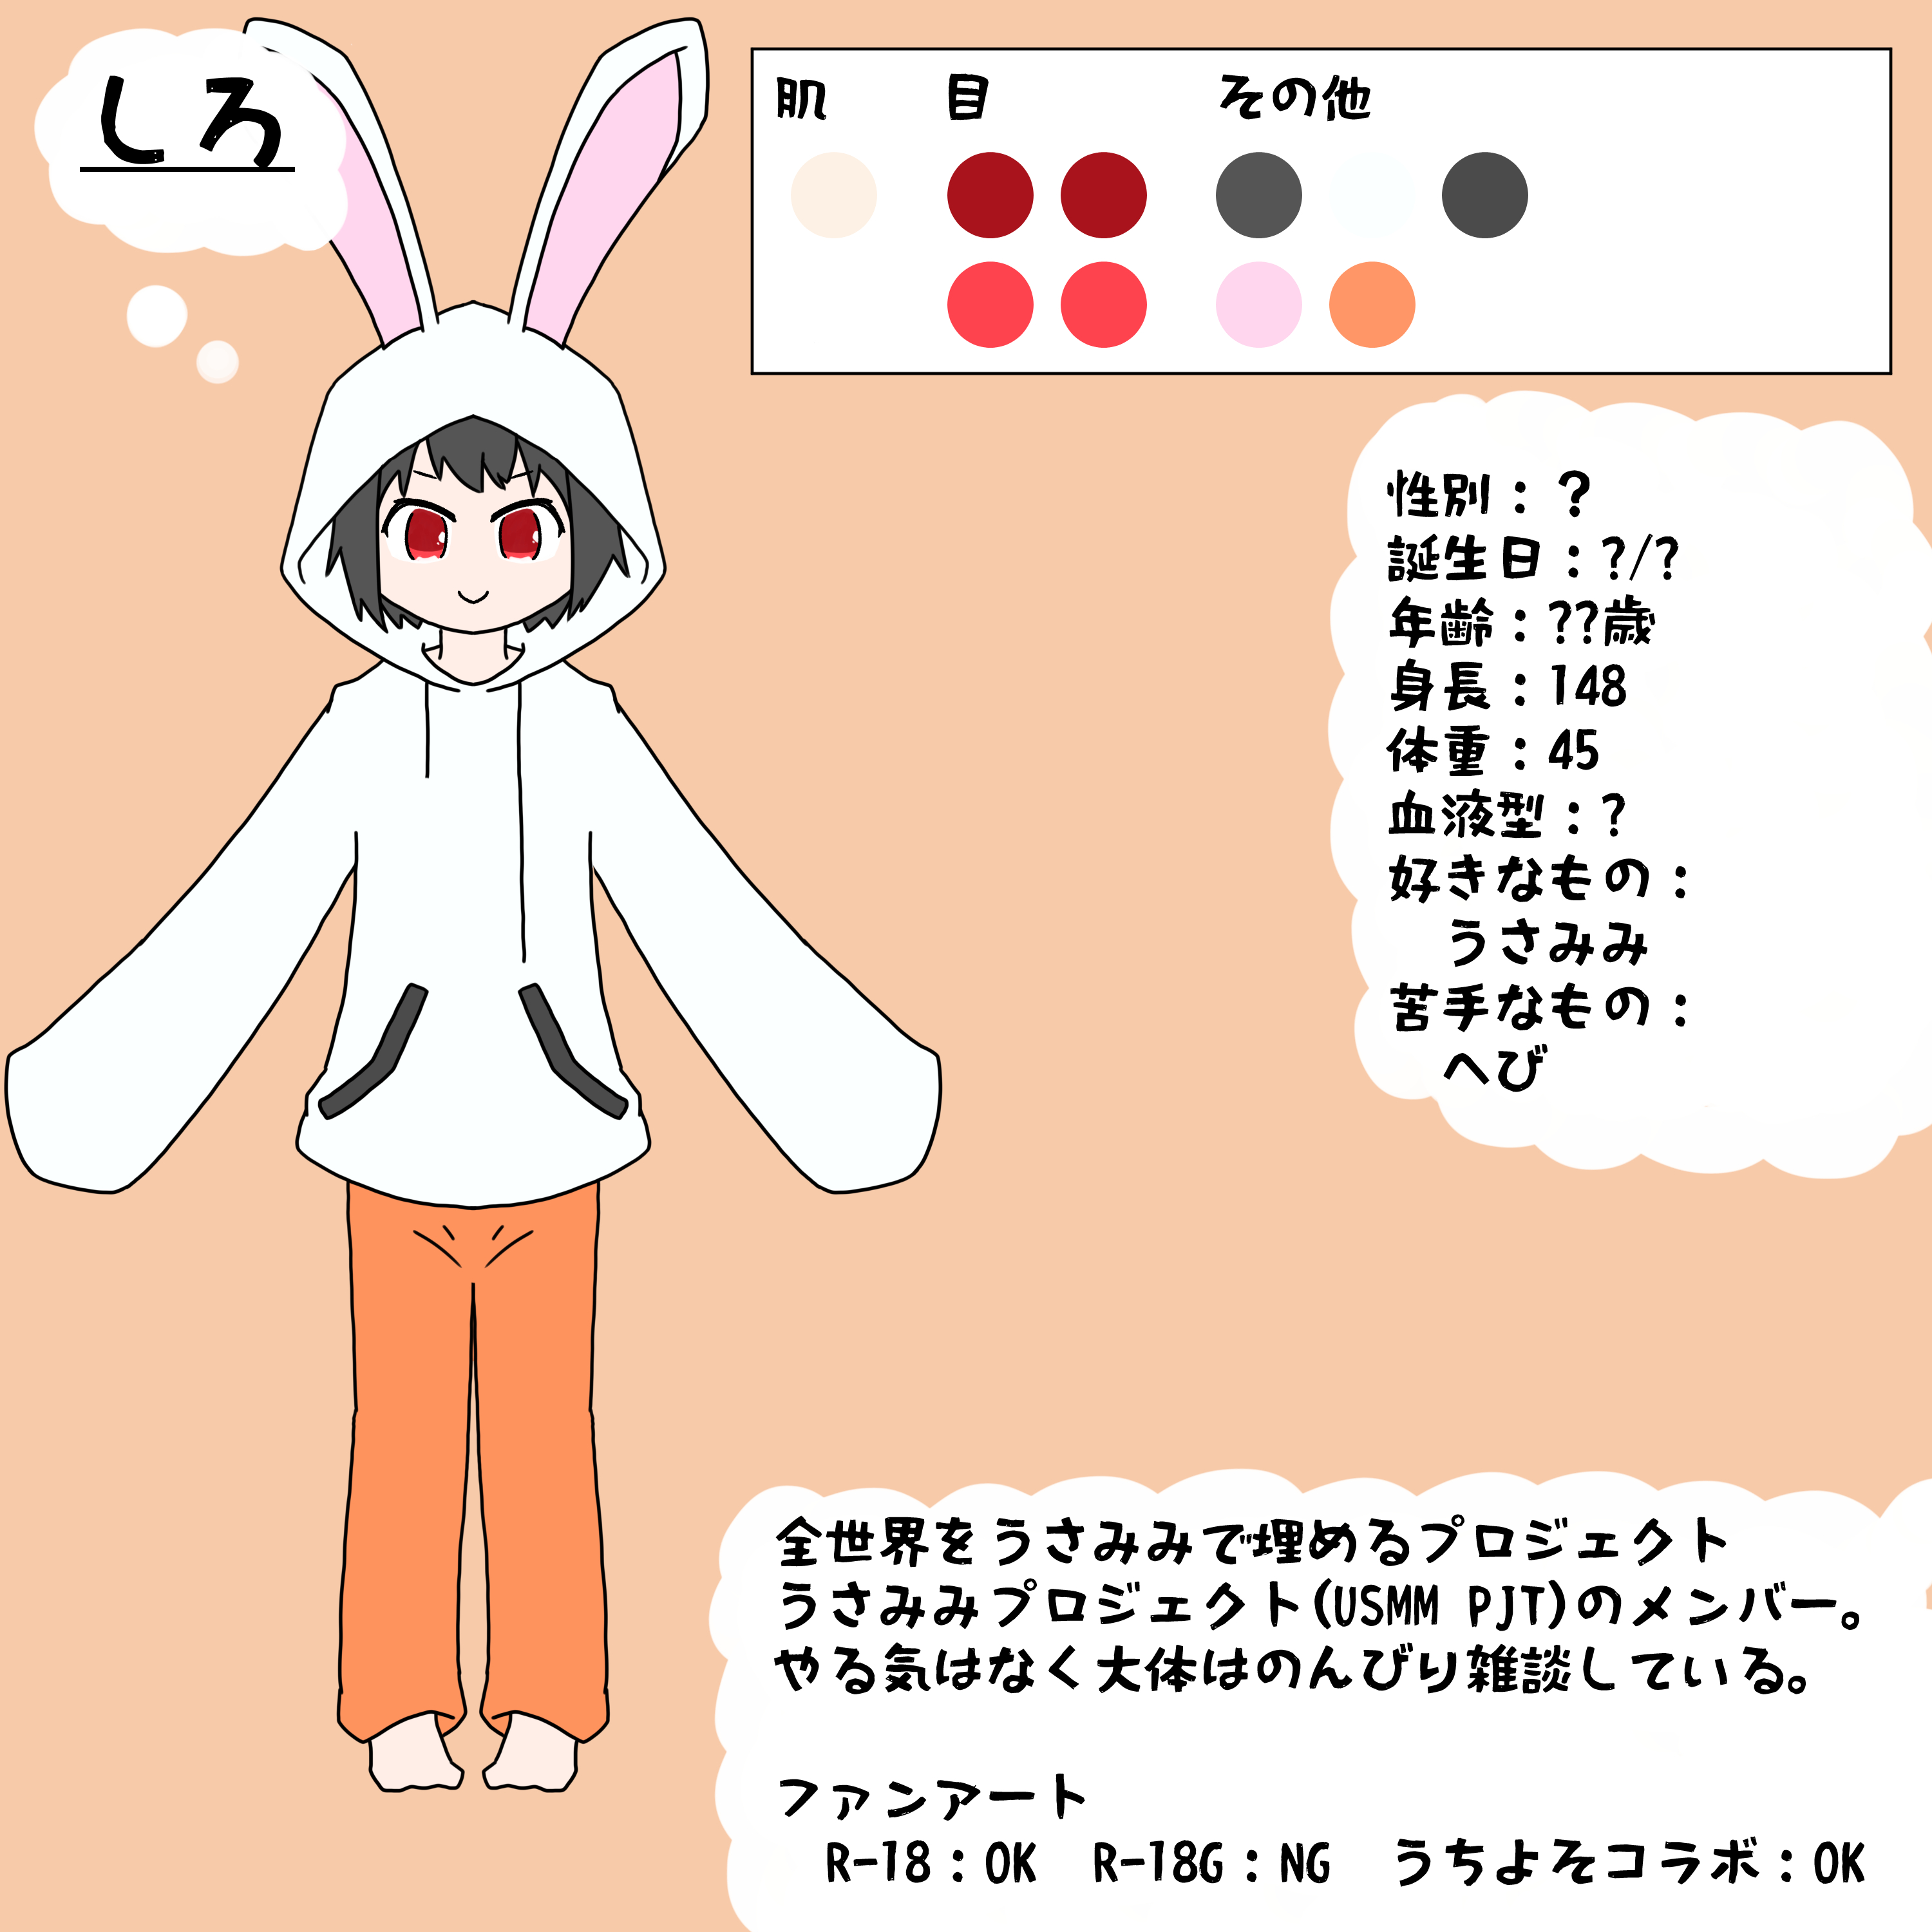 しろ
肌 目 その他
性別：？
誕生日：?/?
年齢：??歳
身長：148
体重：45
血液型：?
好きなもの：
うさみみ
苦手なもの：
へび
全世界をうさみみで埋めるプロジェクト
うさみみプロジェクト(USMM PJT)のメンバー。
やる気はなく大体はのんびり雑談している。
ファンアート
R-18：OK R-18G：NG うちよそコラボ：OK